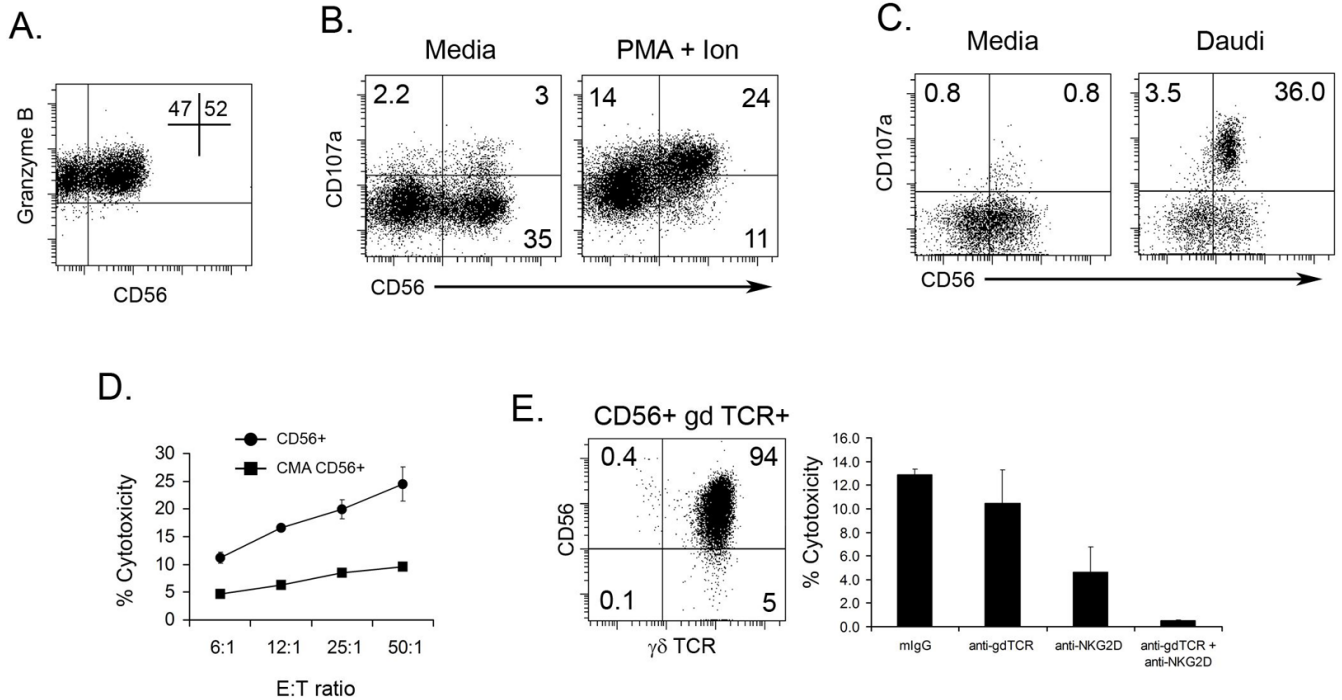 A.
Granzyme B
47 52
CD56
B.
Media
PMA + Ion
CD107a
2.2 3
35
14 24
11
CD56
C.
Media
Daudi
CD107a
0.8 0.8
3.5 36.0
CD56
D.
CD56+
CMA CD56+
% Cytotoxicity
30
25
20
15
10
5
0
6:1 12:1 25:1 50:1
E:T ratio
E.
CD56+ gd TCR+
CD56
0.4 94
0.1 5
γδ TCR
% Cytotoxicity
16.0
14.0
12.0
10.0
8.0
6.0
4.0
2.0
0.0
mIgG
anti-gdTCR
anti-NKG2D
anti-gdTCR +
anti-NKG2D